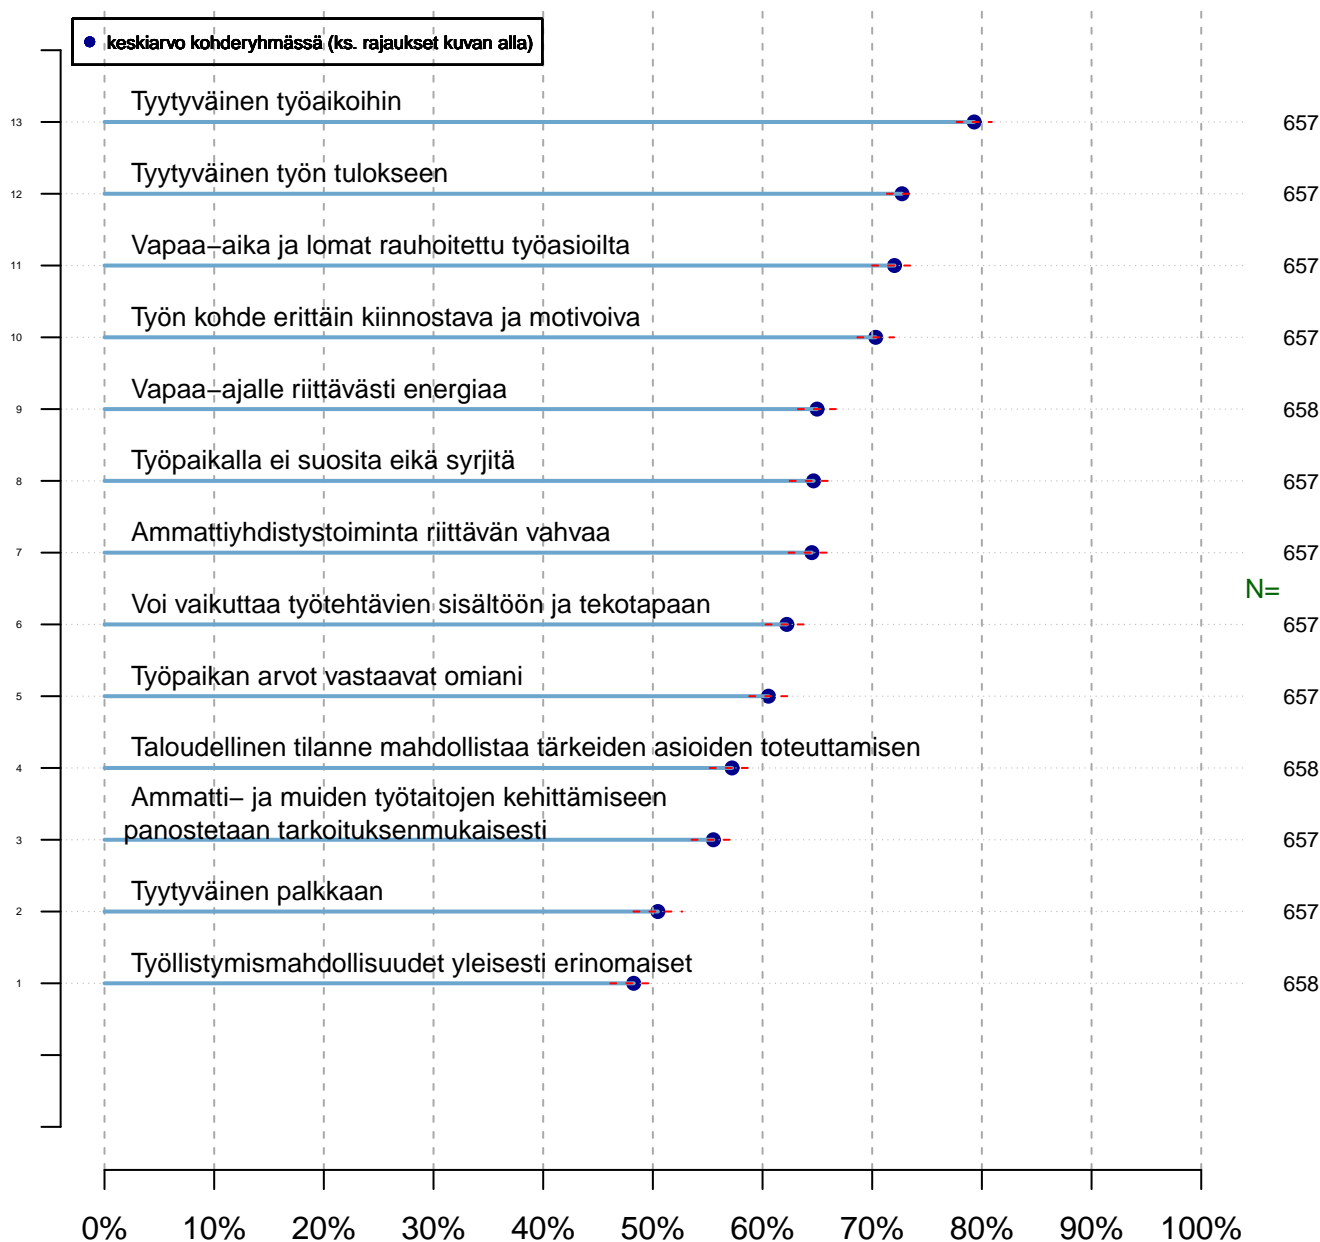 keskiarvo kohderyhmässä (ks. rajaukset kuvan alla)
Tyytyväinen työaikoihin
13 657
Tyytyväinen työn tulokseen
12 657
Vapaa−aika ja lomat rauhoitettu työasioilta
11 657
Työn kohde erittäin kiinnostava ja motivoiva
10 657
Vapaa−ajalle riittävästi energiaa
9 658
Työpaikalla ei suosita eikä syrjitä
8 657
Ammattiyhdistystoiminta riittävän vahvaa
7 657
N=
Voi vaikuttaa työtehtävien sisältöön ja tekotapaan
6 657
Työpaikan arvot vastaavat omiani
5 657
Taloudellinen tilanne mahdollistaa tärkeiden asioiden toteuttamisen
4 658
Ammatti− ja muiden työtaitojen kehittämiseen
panostetaan tarkoituksenmukaisesti
3 657
Tyytyväinen palkkaan
2 657
Työllistymismahdollisuudet yleisesti erinomaiset
1 658
0% 10% 20% 30% 40% 50% 60% 70% 80% 90% 100%